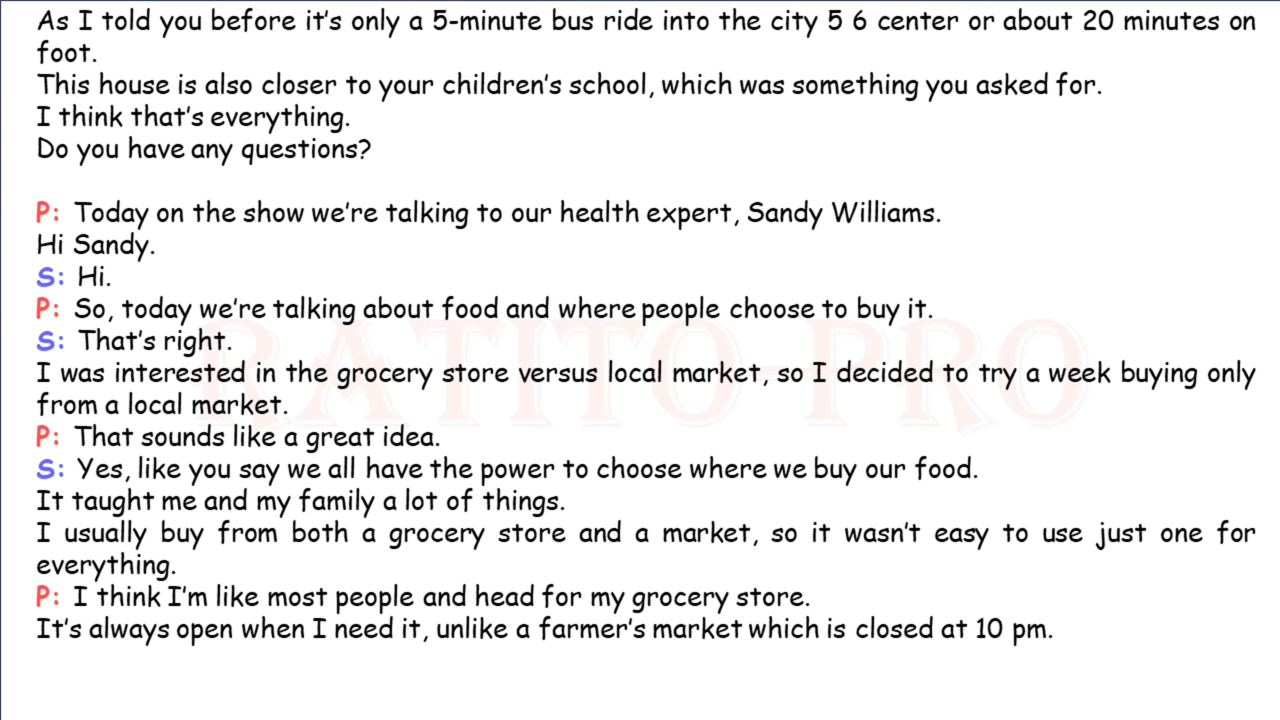 As I told you before it's only a 5-minute bus ride into the city 5 6 center or about 20 minutes on
foot.
This house is also closer to your children's school, which was something you asked for.
I think that's everything.
Do you have any questions?
P: Today on the show we're talking to our health expert, Sandy Williams.
Hi Sandy.
S: Hi.
P: So, today we're talking about food and where people choose to buy it.
S: That's right.
I was interested in the grocery store versus local market, so I decided to try a week buying only
from a local market.
P: That sounds like a great idea.
S: Yes, like you say we all have the power to choose where we buy our food.
It taught me and my family a lot of things.
I usually buy from both a grocery store and a market, so it wasn't easy to use just one for
everything.
P: I think I'm like most people and head for my grocery store.
It's always open when I need it, unlike a farmer's market which is closed at 10 pm.
RATITO PRO